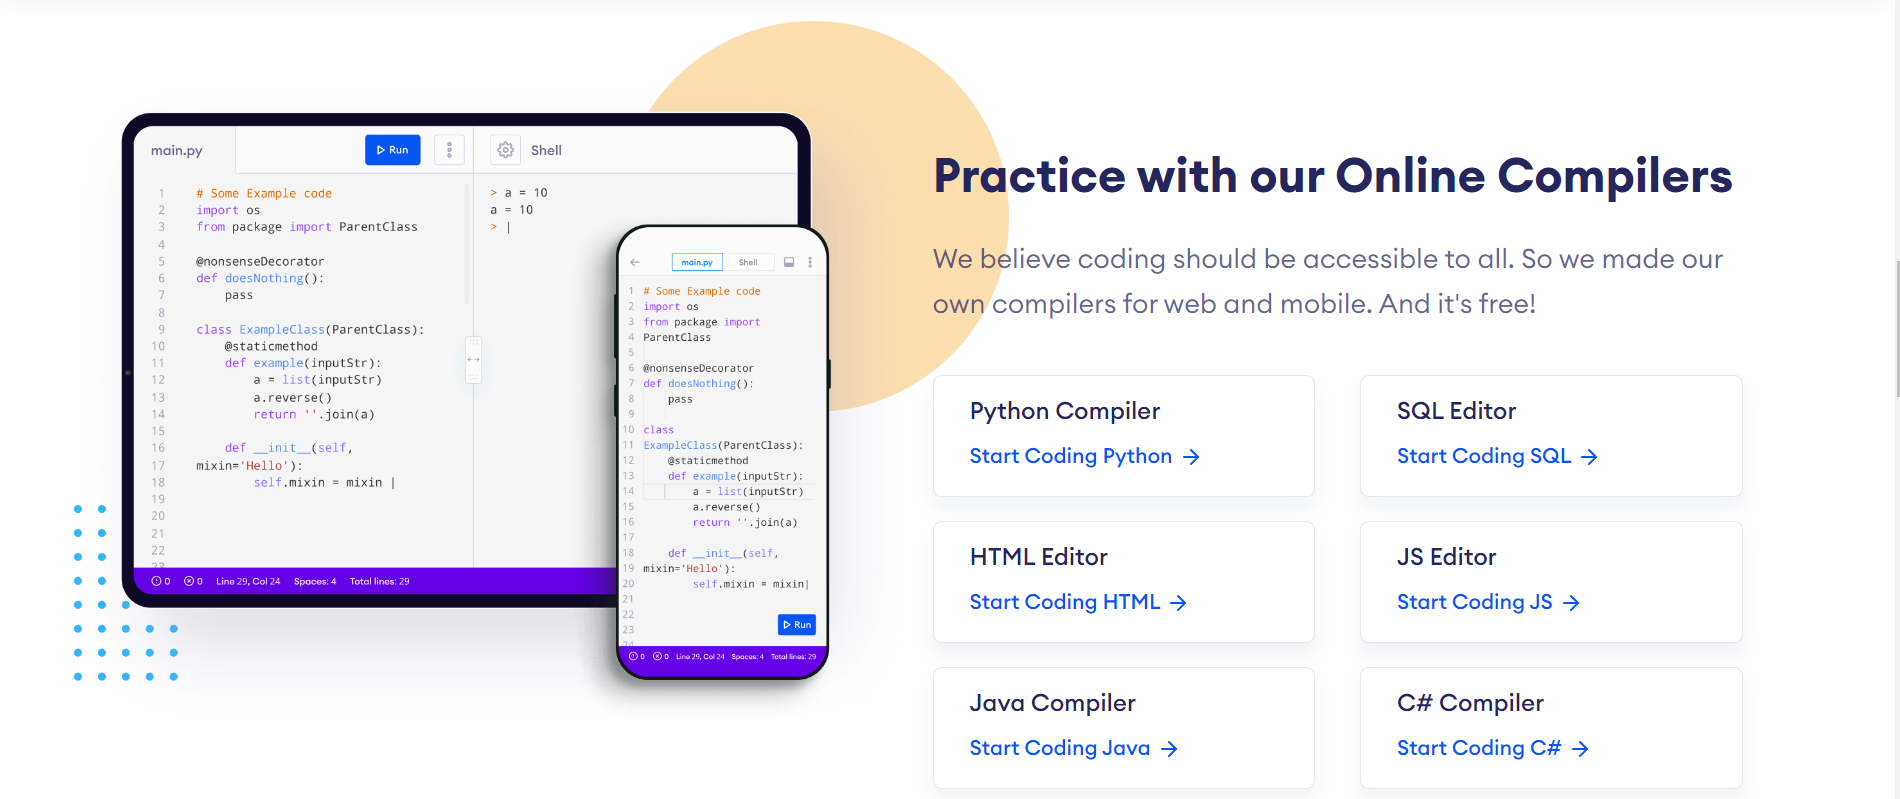 main.py
Run
Shell
1 # Some Example code
2 import os
3 from package import ParentClass
4
5 @nonsenseDecorator
6 def doesNothing():
7 pass
8
9 class ExampleClass(ParentClass):
10 @staticmethod
11 def example(inputStr):
12 a = list(inputStr)
13 a.reverse()
14 return ''.join(a)
15
16 def __init__(self,
17 mixin='Hello'):
18 self.mixin = mixin |
19
20
21
22
23
0 0 Line 29, Col 24 Spaces: 4 Total lines: 29
> a = 10
a = 10
> |
main.py Shell
1 # Some Example code
2 import os
3 from package import
4 ParentClass
5
6 @nonsenseDecorator
7 def doesNothing():
8 pass
9
10 class
11 ExampleClass(ParentClass):
12 @staticmethod
13 def example(inputStr):
14 a = list(inputStr)
15 a.reverse()
16 return ''.join(a)
17
18 def __init__(self,
19 mixin='Hello'):
20 self.mixin = mixin|
21
22
23
24
Run
0 0 Line 29, Col 24 Spaces: 4 Total lines: 29
Practice with our Online Compilers
We believe coding should be accessible to all. So we made our
own compilers for web and mobile. And it's free!
Python Compiler
Start Coding Python →
SQL Editor
Start Coding SQL →
HTML Editor
Start Coding HTML →
JS Editor
Start Coding JS →
Java Compiler
Start Coding Java →
C# Compiler
Start Coding C# →